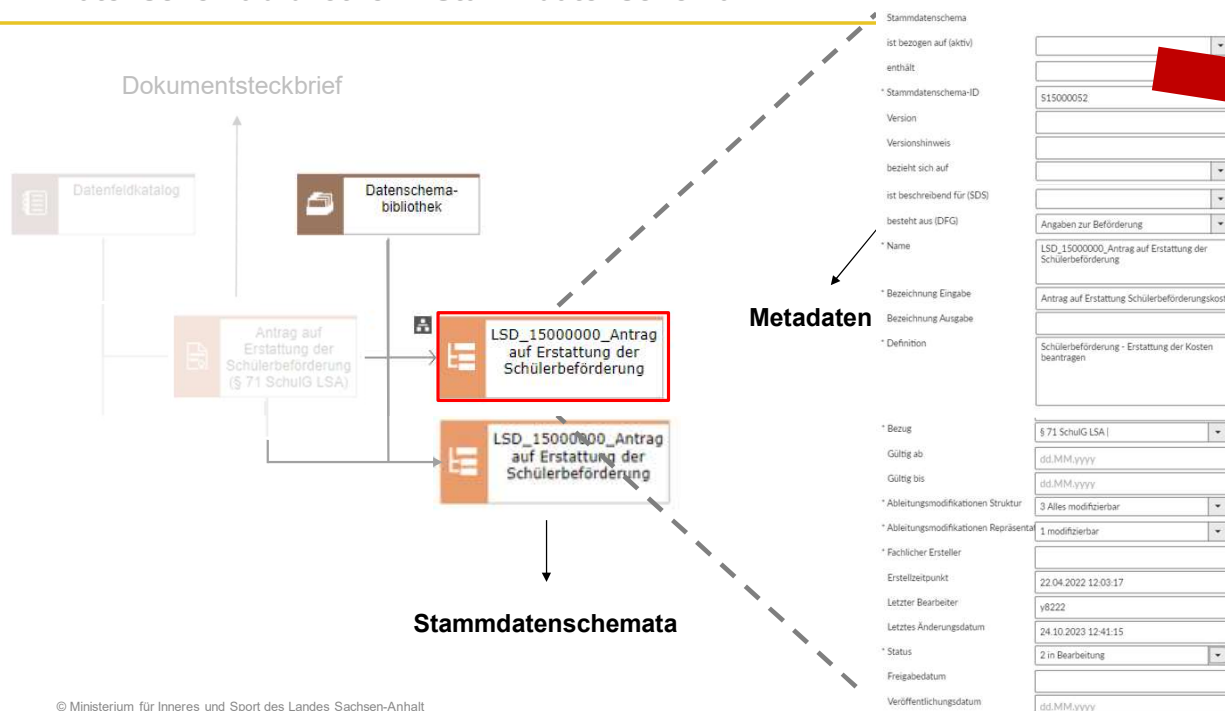 Dokumentsteckbrief
Datenfeldkatalog
Datenschema-
bibliothek
Antrag auf
Erstattung der
Schülerbeförderung
(§ 71 SchulG LSA)
LSD_15000000_Antrag
auf Erstattung der
Schülerbeförderung
LSD_15000000_Antrag
auf Erstattung der
Schülerbeförderung
Stammdatenschemata
Metadaten
Stammdatenschema
ist bezogen auf (aktiv)
enthält
* Stammdatenschema-ID 515000052
Version
Versionshinweis
bezieht sich auf
ist beschreibend für (SDS)
besteht aus (DFG) Angaben zur Beförderung
* Name LSD_15000000_Antrag auf Erstattung der
Schülerbeförderung
* Bezeichnung Eingabe Antrag auf Erstattung Schülerbeförderungskost
Bezeichnung Ausgabe
* Definition Schülerbeförderung - Erstattung der Kosten
beantragen
* Bezug § 71 SchulG LSA |
Gültig ab dd.MM.yyyy
Gültig bis dd.MM.yyyy
* Ableitungsmodifikationen Struktur 3 Alles modifizierbar
* Ableitungsmodifikationen Repräsentat 1 modifizierbar
* Fachlicher Ersteller
Erstellzeitpunkt 22.04.2022 12:03:17
Letzter Bearbeiter y8222
Letztes Änderungsdatum 24.10.2023 12:41:15
* Status 2 in Bearbeitung
Freigabedatum
Veröffentlichungsdatum dd.MM.yyyy
© Ministerium für Inneres und Sport des Landes Sachsen-Anhalt